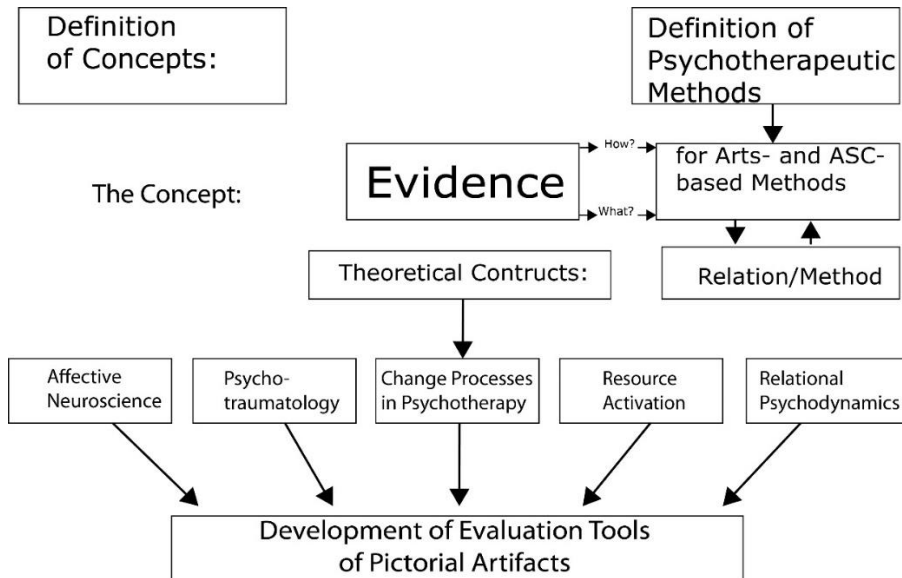 Definition
of Concepts:
Definition of
Psychotherapeutic
Methods
The Concept:
Evidence
How?
What?
for Arts- and ASC-
based Methods
Theoretical Contructs:
Relation/Method
Affective
Neuroscience
Psycho-
traumatology
Change Processes
in Psychotherapy
Resource
Activation
Relational
Psychodynamics
Development of Evaluation Tools
of Pictorial Artifacts